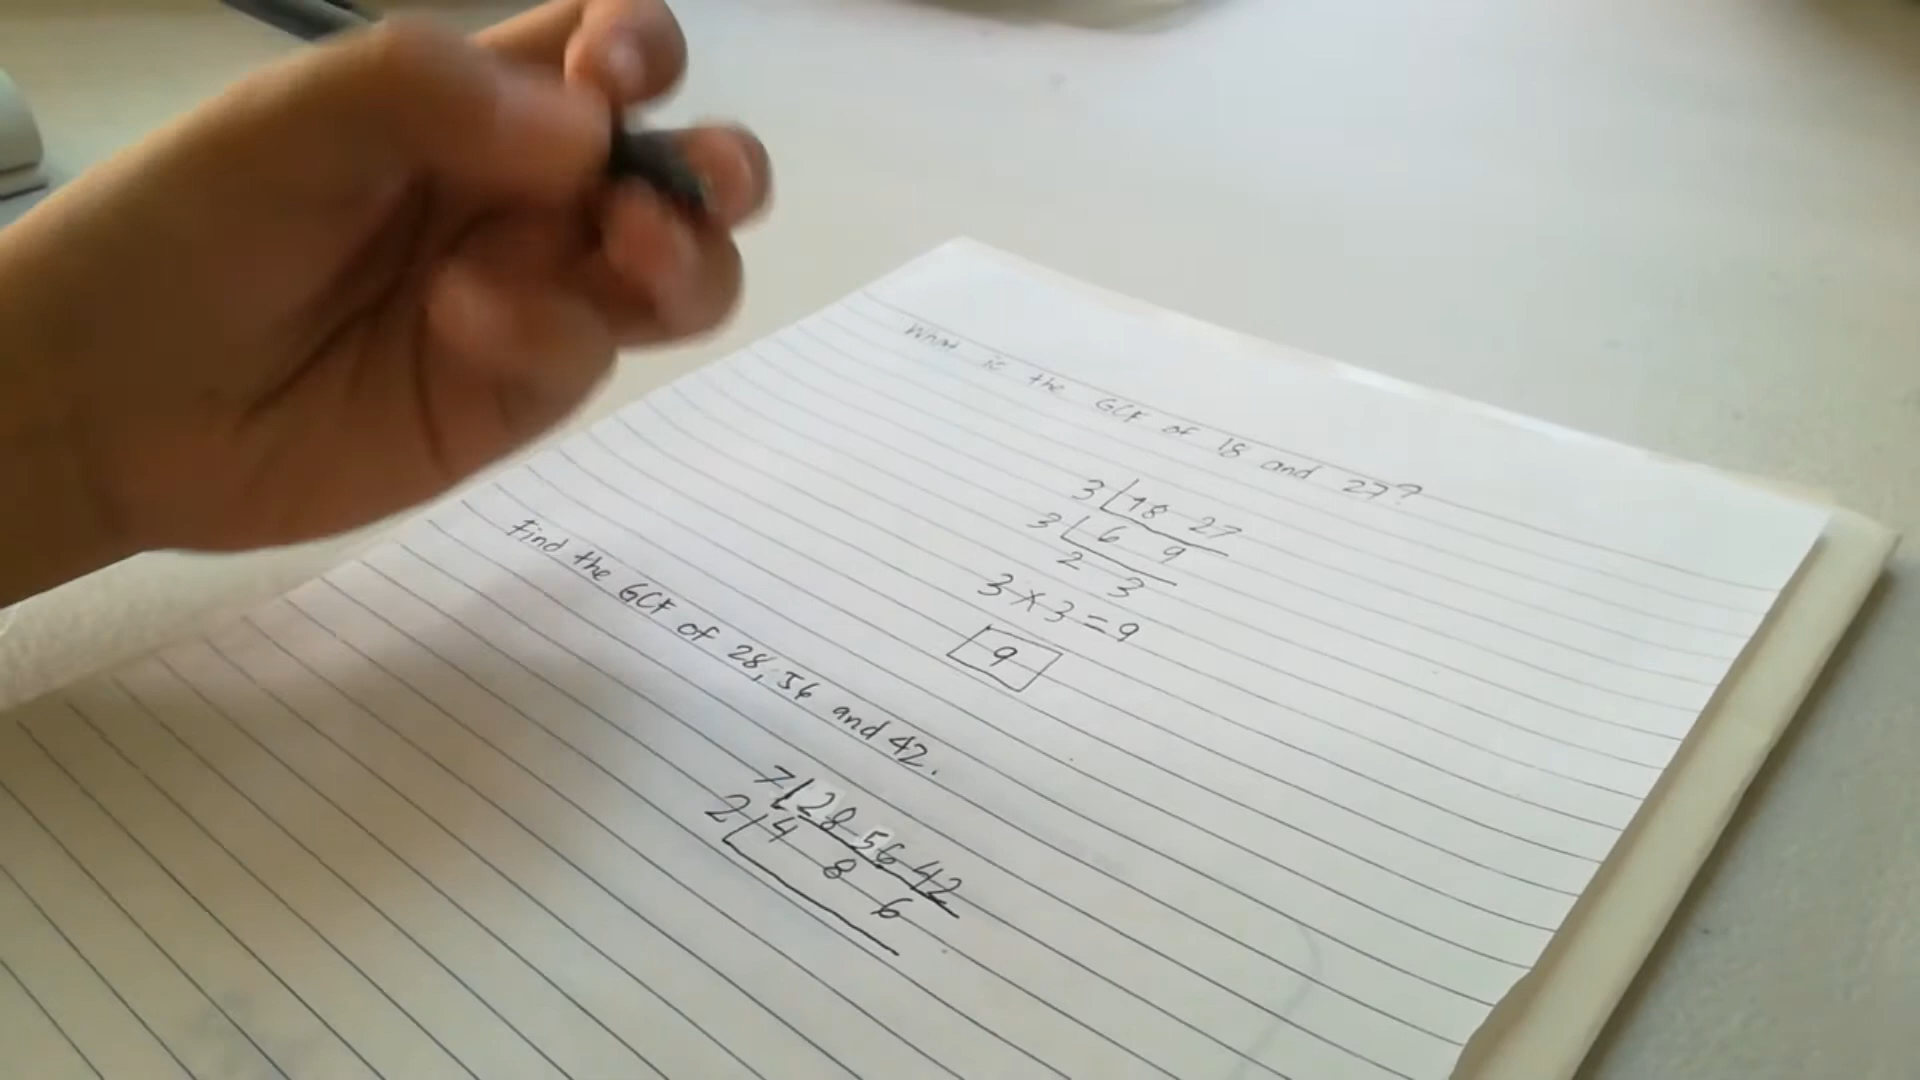 What is the GCF of 18 and 27?
3 18 27
3 6 9
2 3
3 × 3 = 9
9
Find the GCF of 28, 56 and 42.
7 28 56 42
2 4 8 6